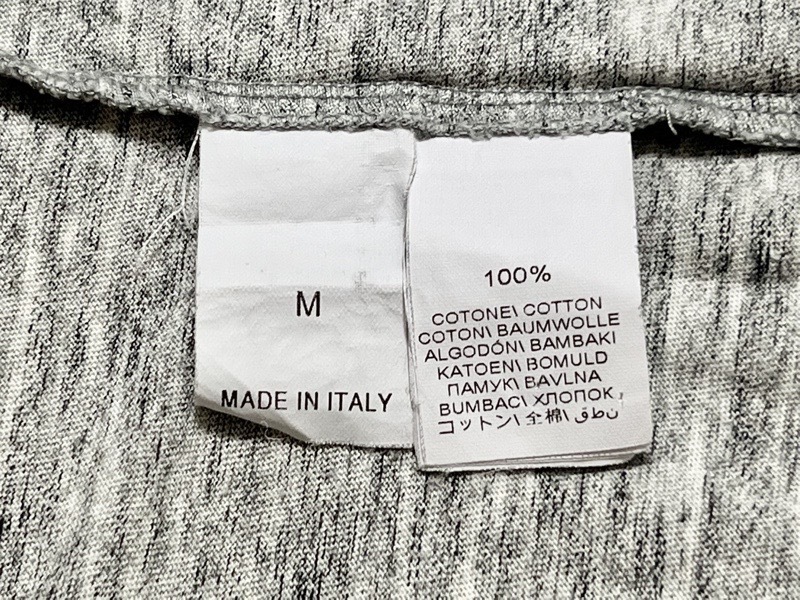 M
MADE IN ITALY
100%
COTONE\ COTTON
COTON\ BAUMWOLLE
ALGODÓN\ BAMBAKI
KATOEN\ BOMULD
ПАМУК\ BAVLNA
BUMBAC\ ХЛОПОК,
コットン\ 全棉\ نطق